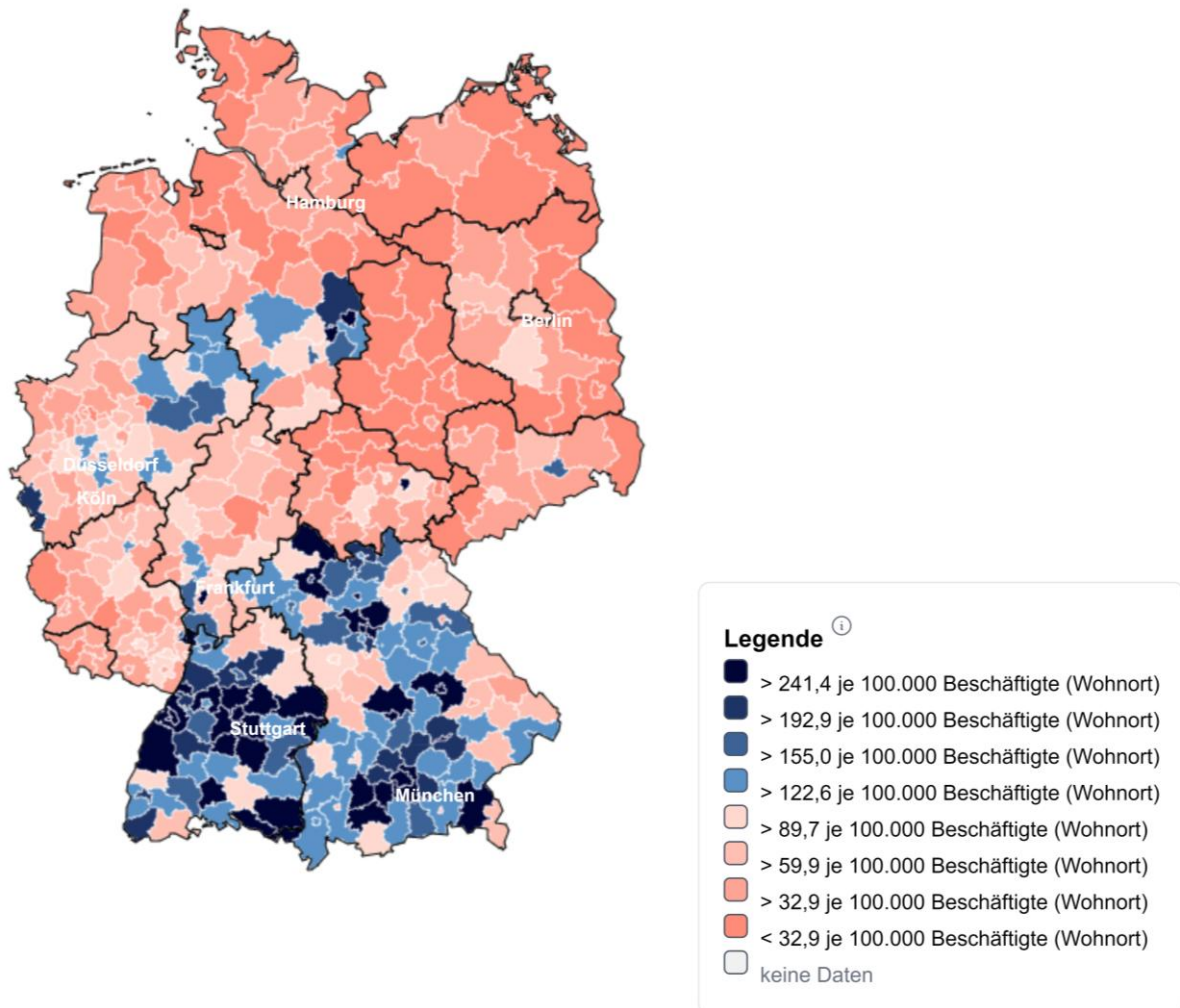 Hamburg
Berlin
Düsseldorf
Köln
Frankfurt
Stuttgart
München
Legende i
> 241,4 je 100.000 Beschäftigte (Wohnort)
> 192,9 je 100.000 Beschäftigte (Wohnort)
> 155,0 je 100.000 Beschäftigte (Wohnort)
> 122,6 je 100.000 Beschäftigte (Wohnort)
> 89,7 je 100.000 Beschäftigte (Wohnort)
> 59,9 je 100.000 Beschäftigte (Wohnort)
> 32,9 je 100.000 Beschäftigte (Wohnort)
< 32,9 je 100.000 Beschäftigte (Wohnort)
keine Daten